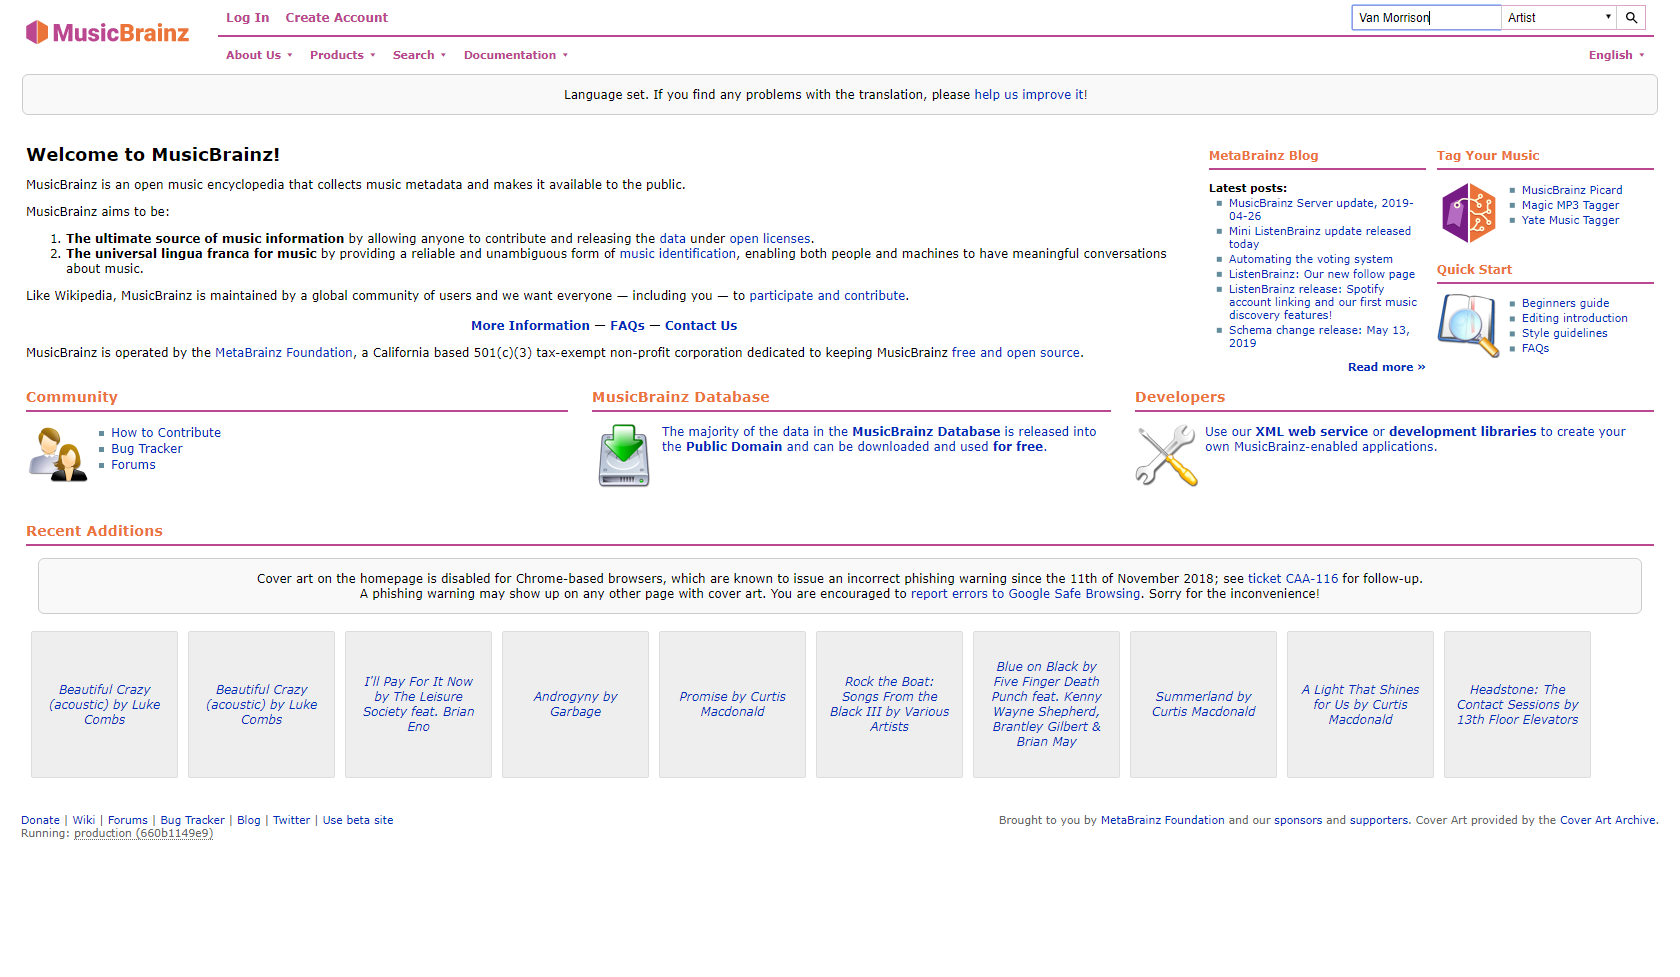 MusicBrainz
Log In Create Account
Van Morrison Artist
About Us Products Search Documentation English
Language set. If you find any problems with the translation, please help us improve it!
Welcome to MusicBrainz!
MusicBrainz is an open music encyclopedia that collects music metadata and makes it available to the public.
MusicBrainz aims to be:
1. The ultimate source of music information by allowing anyone to contribute and releasing the data under open licenses.
2. The universal lingua franca for music by providing a reliable and unambiguous form of music identification, enabling both people and machines to have meaningful conversations
about music.
Like Wikipedia, MusicBrainz is maintained by a global community of users and we want everyone — including you — to participate and contribute.
More Information — FAQs — Contact Us
MusicBrainz is operated by the MetaBrainz Foundation, a California based 501(c)(3) tax-exempt non-profit corporation dedicated to keeping MusicBrainz free and open source.
MetaBrainz Blog
Latest posts:
MusicBrainz Server update, 2019-
04-26
Mini ListenBrainz update released
today
Automating the voting system
ListenBrainz: Our new follow page
ListenBrainz release: Spotify
account linking and our first music
discovery features!
Schema change release: May 13,
2019
Read more »
Tag Your Music
MusicBrainz Picard
Magic MP3 Tagger
Yate Music Tagger
Quick Start
Beginners guide
Editing introduction
Style guidelines
FAQs
Community
How to Contribute
Bug Tracker
Forums
MusicBrainz Database
The majority of the data in the MusicBrainz Database is released into
the Public Domain and can be downloaded and used for free.
Developers
Use our XML web service or development libraries to create your
own MusicBrainz-enabled applications.
Recent Additions
Cover art on the homepage is disabled for Chrome-based browsers, which are known to issue an incorrect phishing warning since the 11th of November 2018; see ticket CAA-116 for follow-up.
A phishing warning may show up on any other page with cover art. You are encouraged to report errors to Google Safe Browsing. Sorry for the inconvenience!
Beautiful Crazy
(acoustic) by Luke
Combs
Beautiful Crazy
(acoustic) by Luke
Combs
I'll Pay For It Now
by The Leisure
Society feat. Brian
Eno
Androgyny by
Garbage
Promise by Curtis
Macdonald
Rock the Boat:
Songs From the
Black III by Various
Artists
Blue on Black by
Five Finger Death
Punch feat. Kenny
Wayne Shepherd,
Brantley Gilbert &
Brian May
Summerland by
Curtis Macdonald
A Light That Shines
for Us by Curtis
Macdonald
Headstone: The
Contact Sessions by
13th Floor Elevators
Donate | Wiki | Forums | Bug Tracker | Blog | Twitter | Use beta site
Running: production (660b1149e9)
Brought to you by MetaBrainz Foundation and our sponsors and supporters. Cover Art provided by the Cover Art Archive.